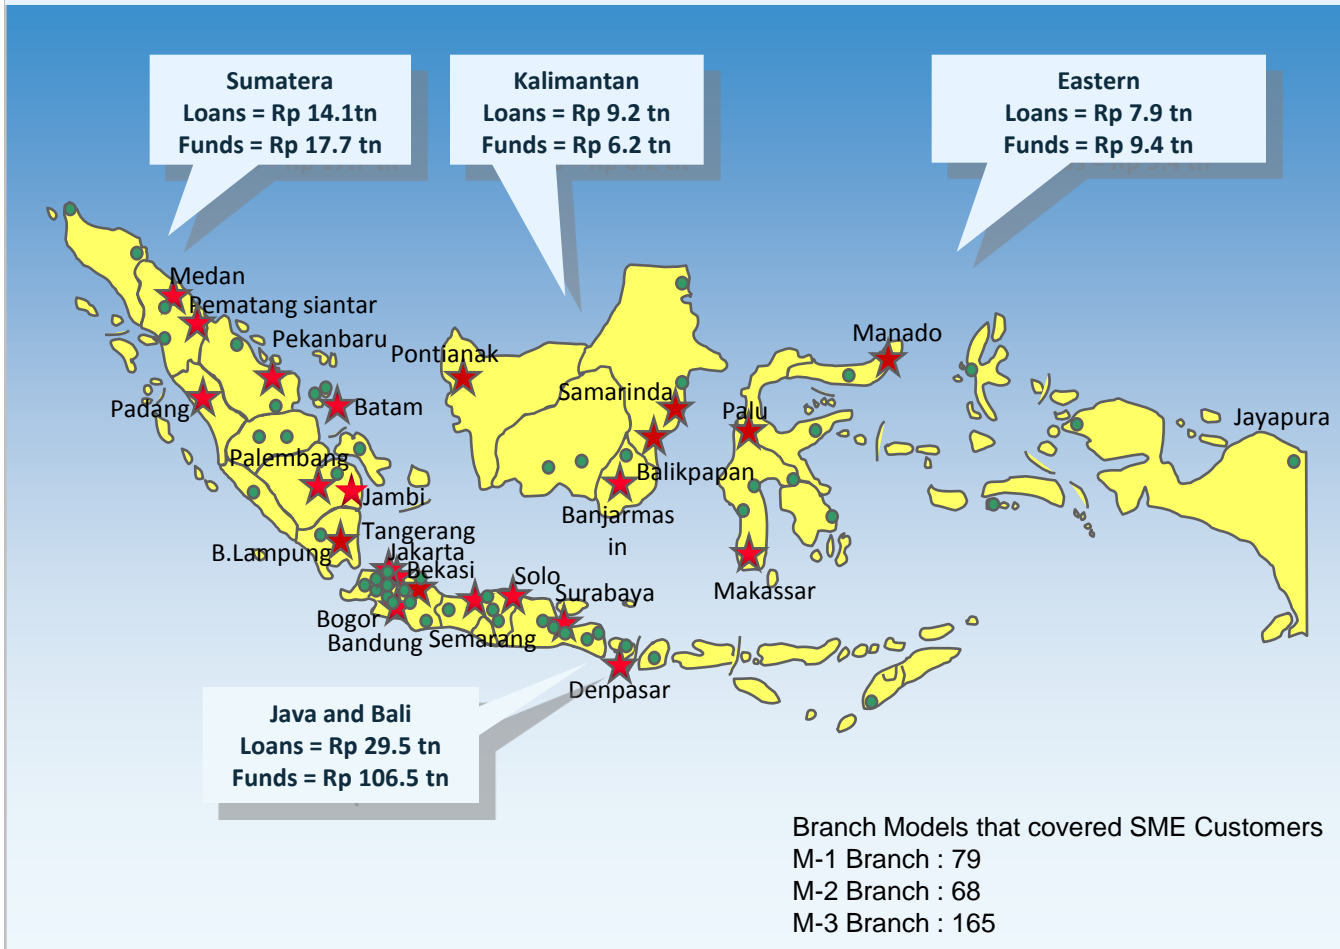 Sumatera
Loans = Rp 14.1tn
Funds = Rp 17.7 tn
Kalimantan
Loans = Rp 9.2 tn
Funds = Rp 6.2 tn
Eastern
Loans = Rp 7.9 tn
Funds = Rp 9.4 tn
Medan
Pematang siantar
Pekanbaru
Padang
Batam
Palembang
Jambi
B.Lampung
Tangerang
Jakarta
Bekasi
Bogor
Bandung
Semarang
Solo
Surabaya
Denpasar
Pontianak
Samarinda
Balikpapan
Banjarmas
in
Manado
Palu
Makassar
Jayapura
Java and Bali
Loans = Rp 29.5 tn
Funds = Rp 106.5 tn
Branch Models that covered SME Customers
M-1 Branch : 79
M-2 Branch : 68
M-3 Branch : 165